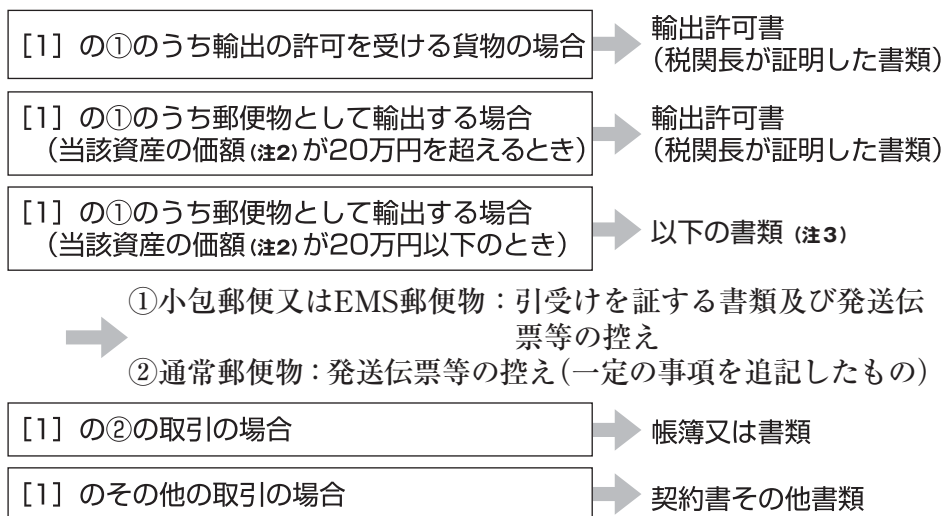 [1] の①のうち輸出の許可を受ける貨物の場合
輸出許可書
(税関長が証明した書類)
[1] の①のうち郵便物として輸出する場合
(当該資産の価額(注2)が20万円を超えるとき)
輸出許可書
(税関長が証明した書類)
[1] の①のうち郵便物として輸出する場合
(当該資産の価額(注2)が20万円以下のとき)
以下の書類 (注3)
①小包郵便又はEMS郵便物：引受けを証する書類及び発送伝
票等の控え
②通常郵便物：発送伝票等の控え(一定の事項を追記したもの)
[1] の②の取引の場合
帳簿又は書類
[1] のその他の取引の場合
契約書その他書類